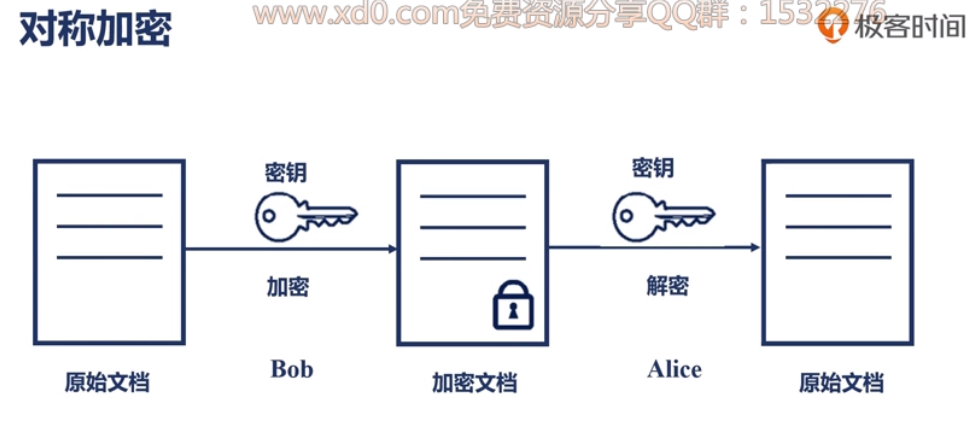 www.xd0.com免费资源分享QQ群：1532276
对称加密
极客时间
密钥
密钥
加密
解密
Bob
Alice
原始文档
加密文档
原始文档